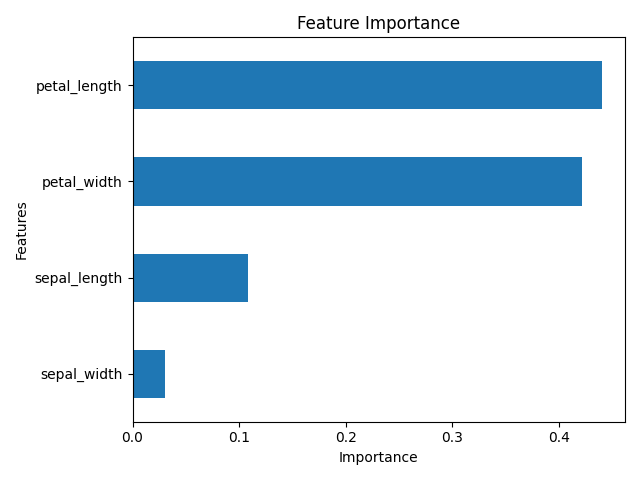 Feature Importance
petal_length
petal_width
sepal_length
sepal_width
Features
0.0 0.1 0.2 0.3 0.4
Importance